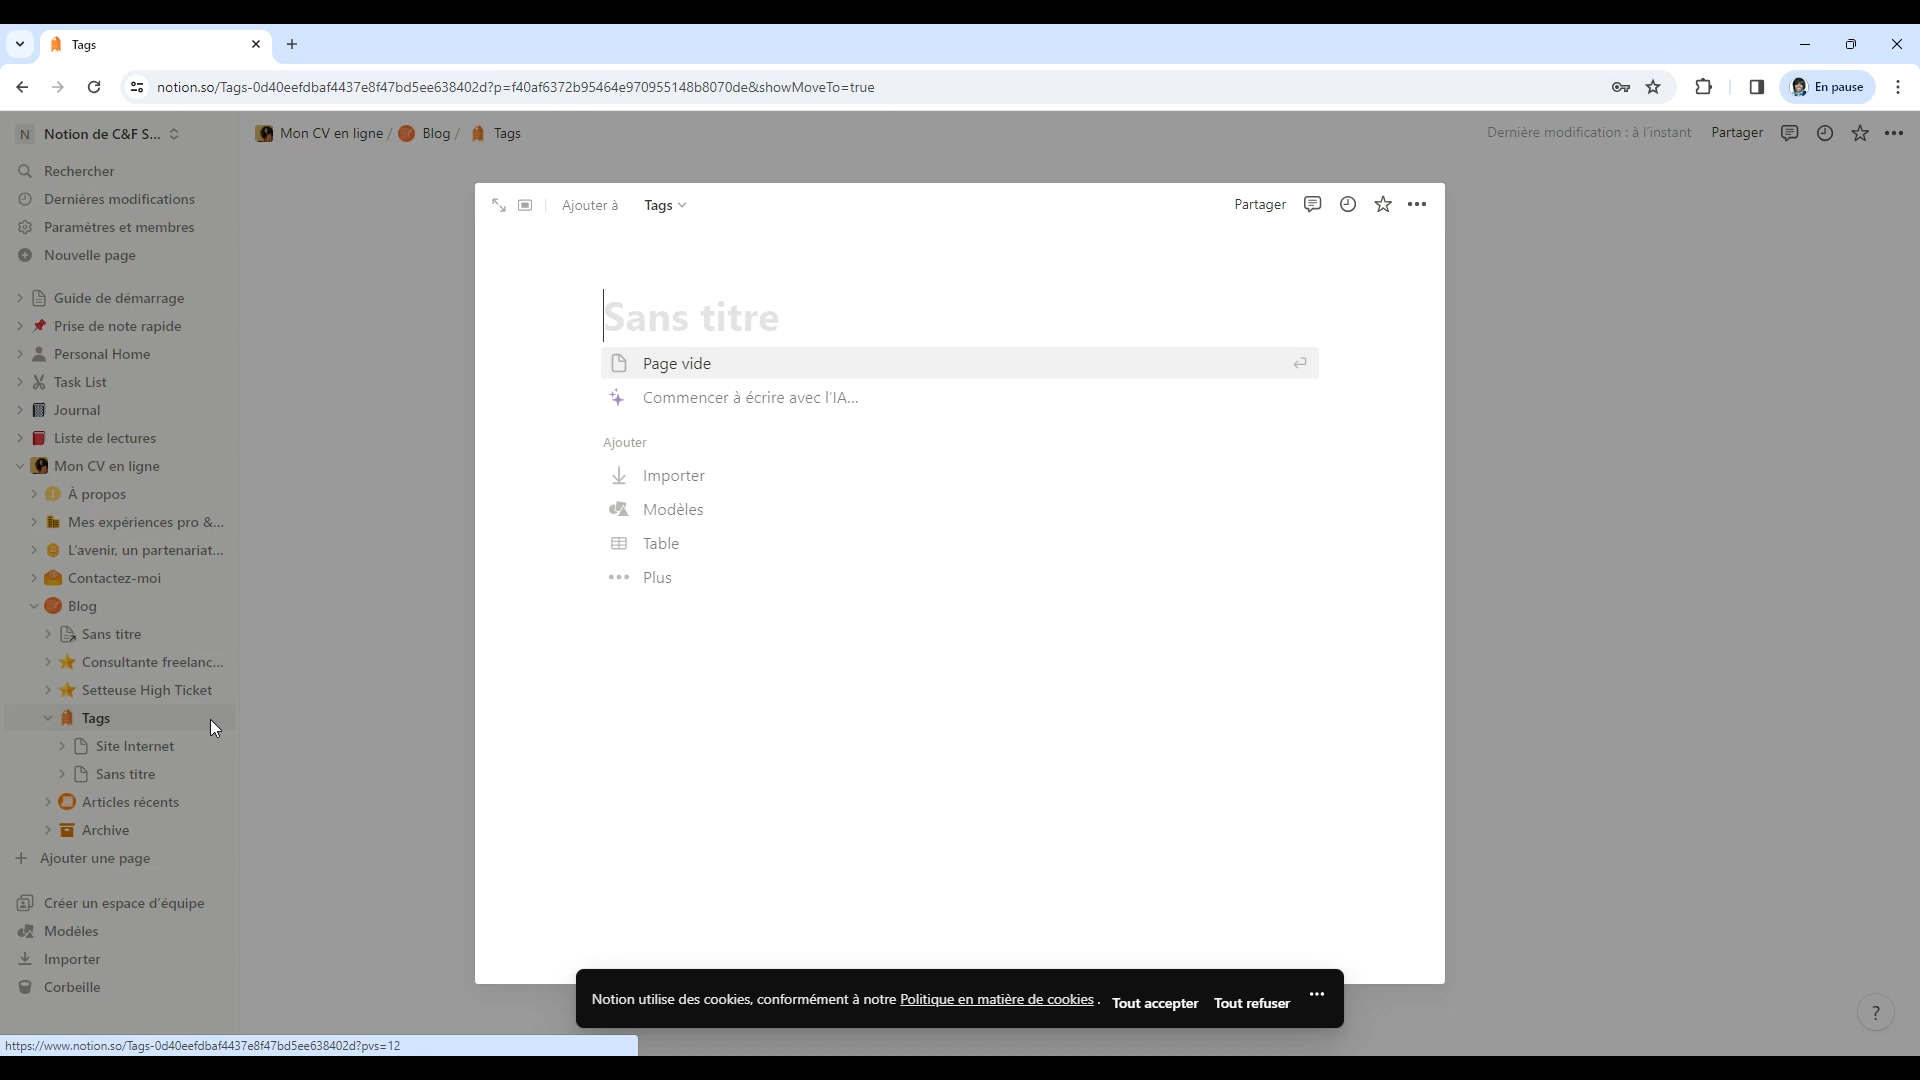 Tags
notion.so/Tags-0d40eefdbaf4437e8f47bd5ee638402d?p=f40af6372b95464e970955148b8070de&showMoveTo=true
En pause
N Notion de C&F S...
Mon CV en ligne / Blog / Tags
Dernière modification : à l'instant
Partager
Rechercher
Dernières modifications
Paramètres et membres
Nouvelle page
Guide de démarrage
Prise de note rapide
Personal Home
Task List
Journal
Liste de lectures
Mon CV en ligne
À propos
Mes expériences pro &...
L'avenir, un partenariat...
Contactez-moi
Blog
Sans titre
Consultante freelanc...
Setteuse High Ticket
Tags
Site Internet
Sans titre
Articles récents
Archive
Ajouter une page
Créer un espace d'équipe
Modèles
Importer
Corbeille
Ajouter à Tags
Partager
Sans titre
Page vide
Commencer à écrire avec l'IA...
Ajouter
Importer
Modèles
Table
Plus
Notion utilise des cookies, conformément à notre Politique en matière de cookies . Tout accepter Tout refuser
?
https://www.notion.so/Tags-0d40eefdbaf4437e8f47bd5ee638402d?pvs=12